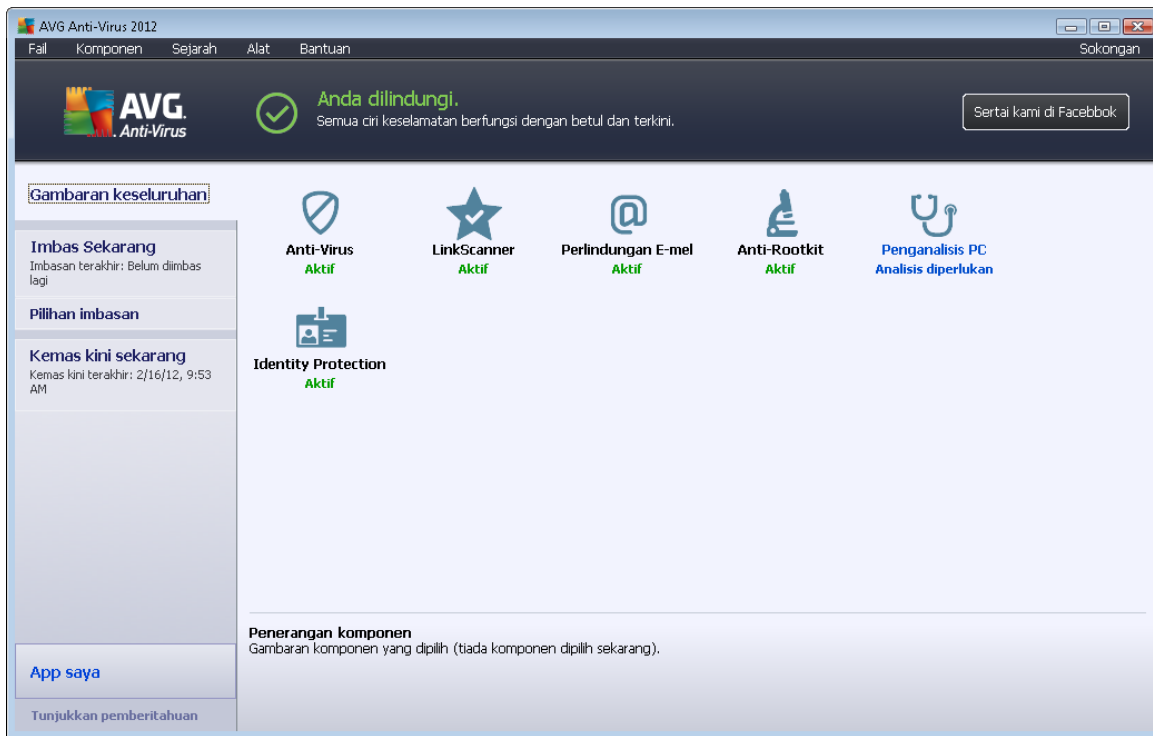 AVG Anti-Virus 2012
Fail Komponen Sejarah Alat Bantuan Sokongan
AVG.
Anti-Virus
Anda dilindungi.
Semua ciri keselamatan berfungsi dengan betul dan terkini.
Sertai kami di Facebbok
Gambaran keseluruhan
Imbas Sekarang
Imbasan terakhir: Belum diimbas
lagi
Pilihan imbasan
Kemas kini sekarang
Kemas kini terakhir: 2/16/12, 9:53
AM
Anti-Virus
Aktif
LinkScanner
Aktif
Perlindungan E-mel
Aktif
Anti-Rootkit
Aktif
Penganalisis PC
Analisis diperlukan
Identity Protection
Aktif
Penerangan komponen
Gambaran komponen yang dipilih (tiada komponen dipilih sekarang).
App saya
Tunjukkan pemberitahuan